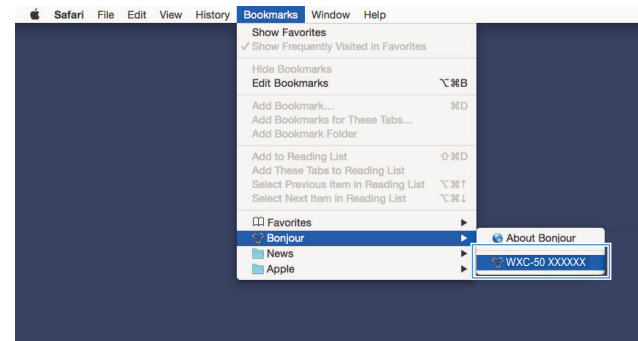 Safari File Edit View History Bookmarks Window Help
Show Favorites
✓ Show Frequently Visited in Favorites
Hide Bookmarks
Edit Bookmarks ⌥⌘B
Add Bookmark... ⌘D
Add Bookmarks for These Tabs...
Add Bookmark Folder
Add to Reading List ⇧⌘D
Add These Tabs to Reading List
Select Previous Item in Reading List ⌥⌘↑
Select Next Item in Reading List ⌥⌘↓
Favorites
Bonjour
About Bonjour
News
WXC-50 XXXXXX
Apple